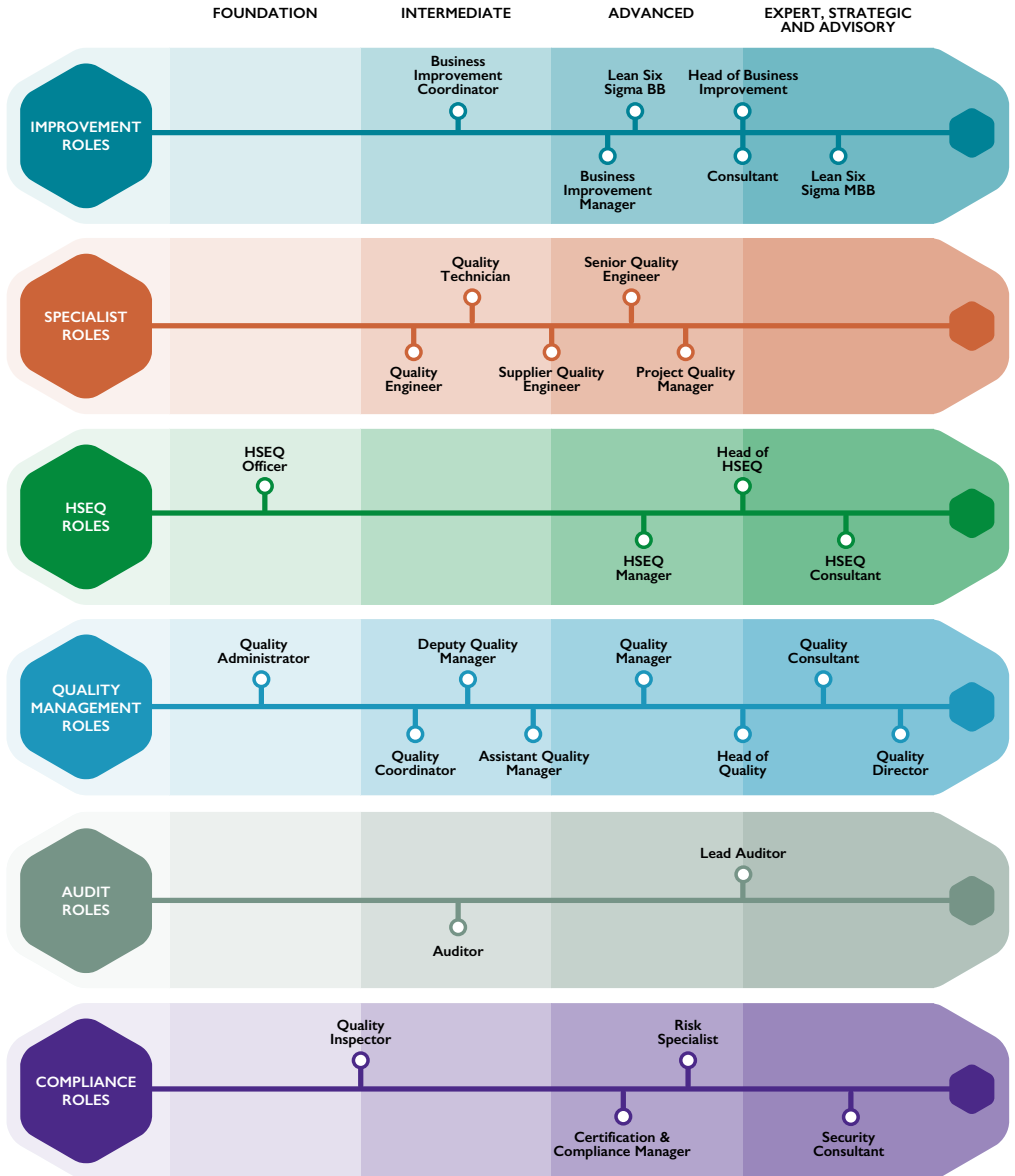 FOUNDATION
INTERMEDIATE
ADVANCED
EXPERT, STRATEGIC
AND ADVISORY
IMPROVEMENT
ROLES
Business
Improvement
Coordinator
Lean Six
Sigma BB
Head of Business
Improvement
Business
Improvement
Manager
Consultant
Lean Six
Sigma MBB
SPECIALIST
ROLES
Quality
Technician
Senior Quality
Engineer
Quality
Engineer
Supplier Quality
Engineer
Project Quality
Manager
HSEQ
ROLES
HSEQ
Officer
Head of
HSEQ
HSEQ
Manager
HSEQ
Consultant
QUALITY
MANAGEMENT
ROLES
Quality
Administrator
Deputy Quality
Manager
Quality
Manager
Quality
Consultant
Quality
Coordinator
Assistant Quality
Manager
Head of
Quality
Quality
Director
AUDIT
ROLES
Lead Auditor
Auditor
COMPLIANCE
ROLES
Quality
Inspector
Risk
Specialist
Certification &
Compliance Manager
Security
Consultant